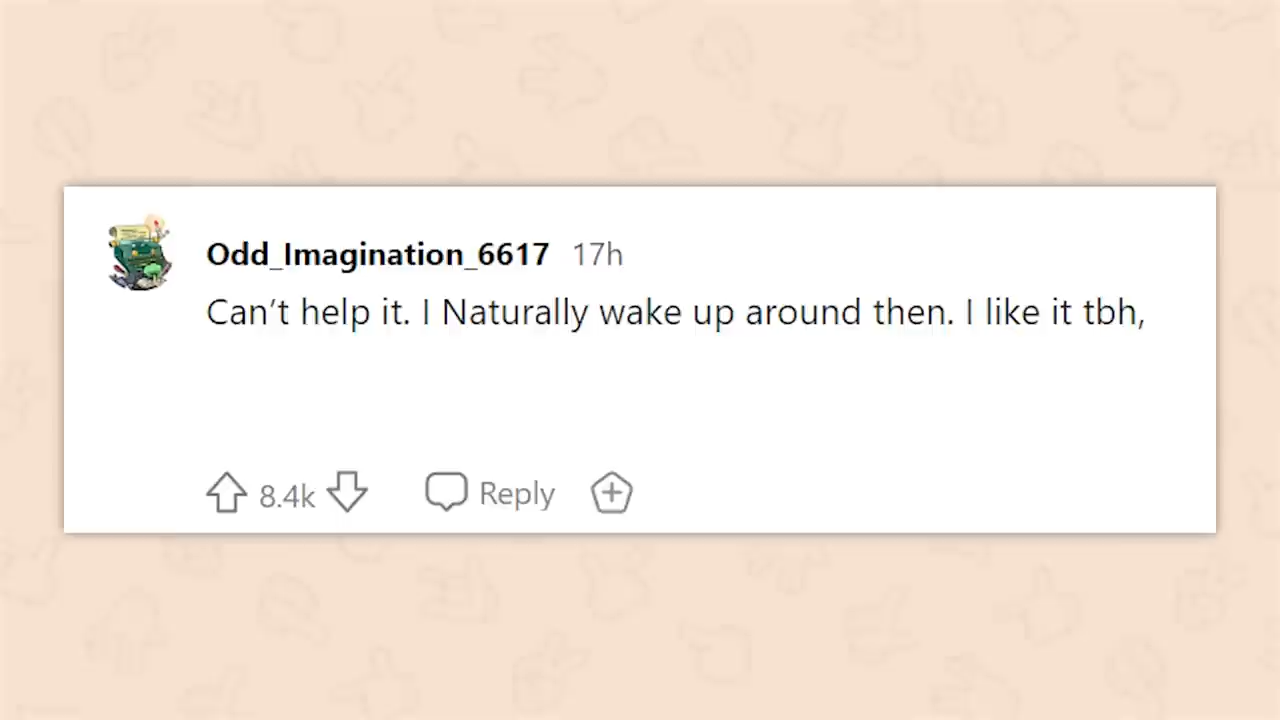 Odd_Imagination_6617 17h
Can’t help it. I Naturally wake up around then. I like it tbh,
8.4k Reply